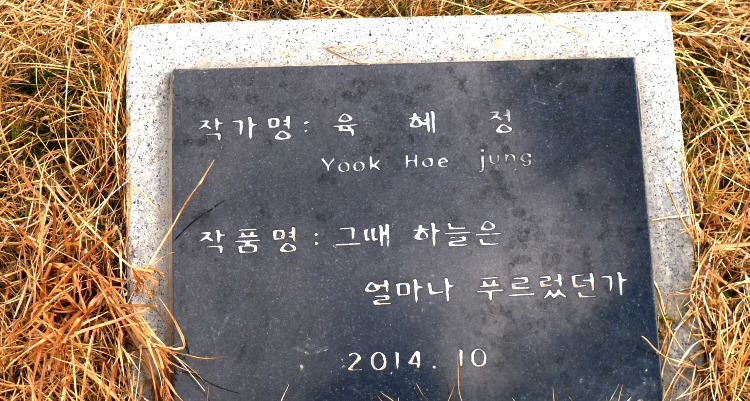 작가명: 육 혜 정
Yook Hoe jung
작품명: 그때 하늘은
얼마나 푸르렀던가
2014. 10